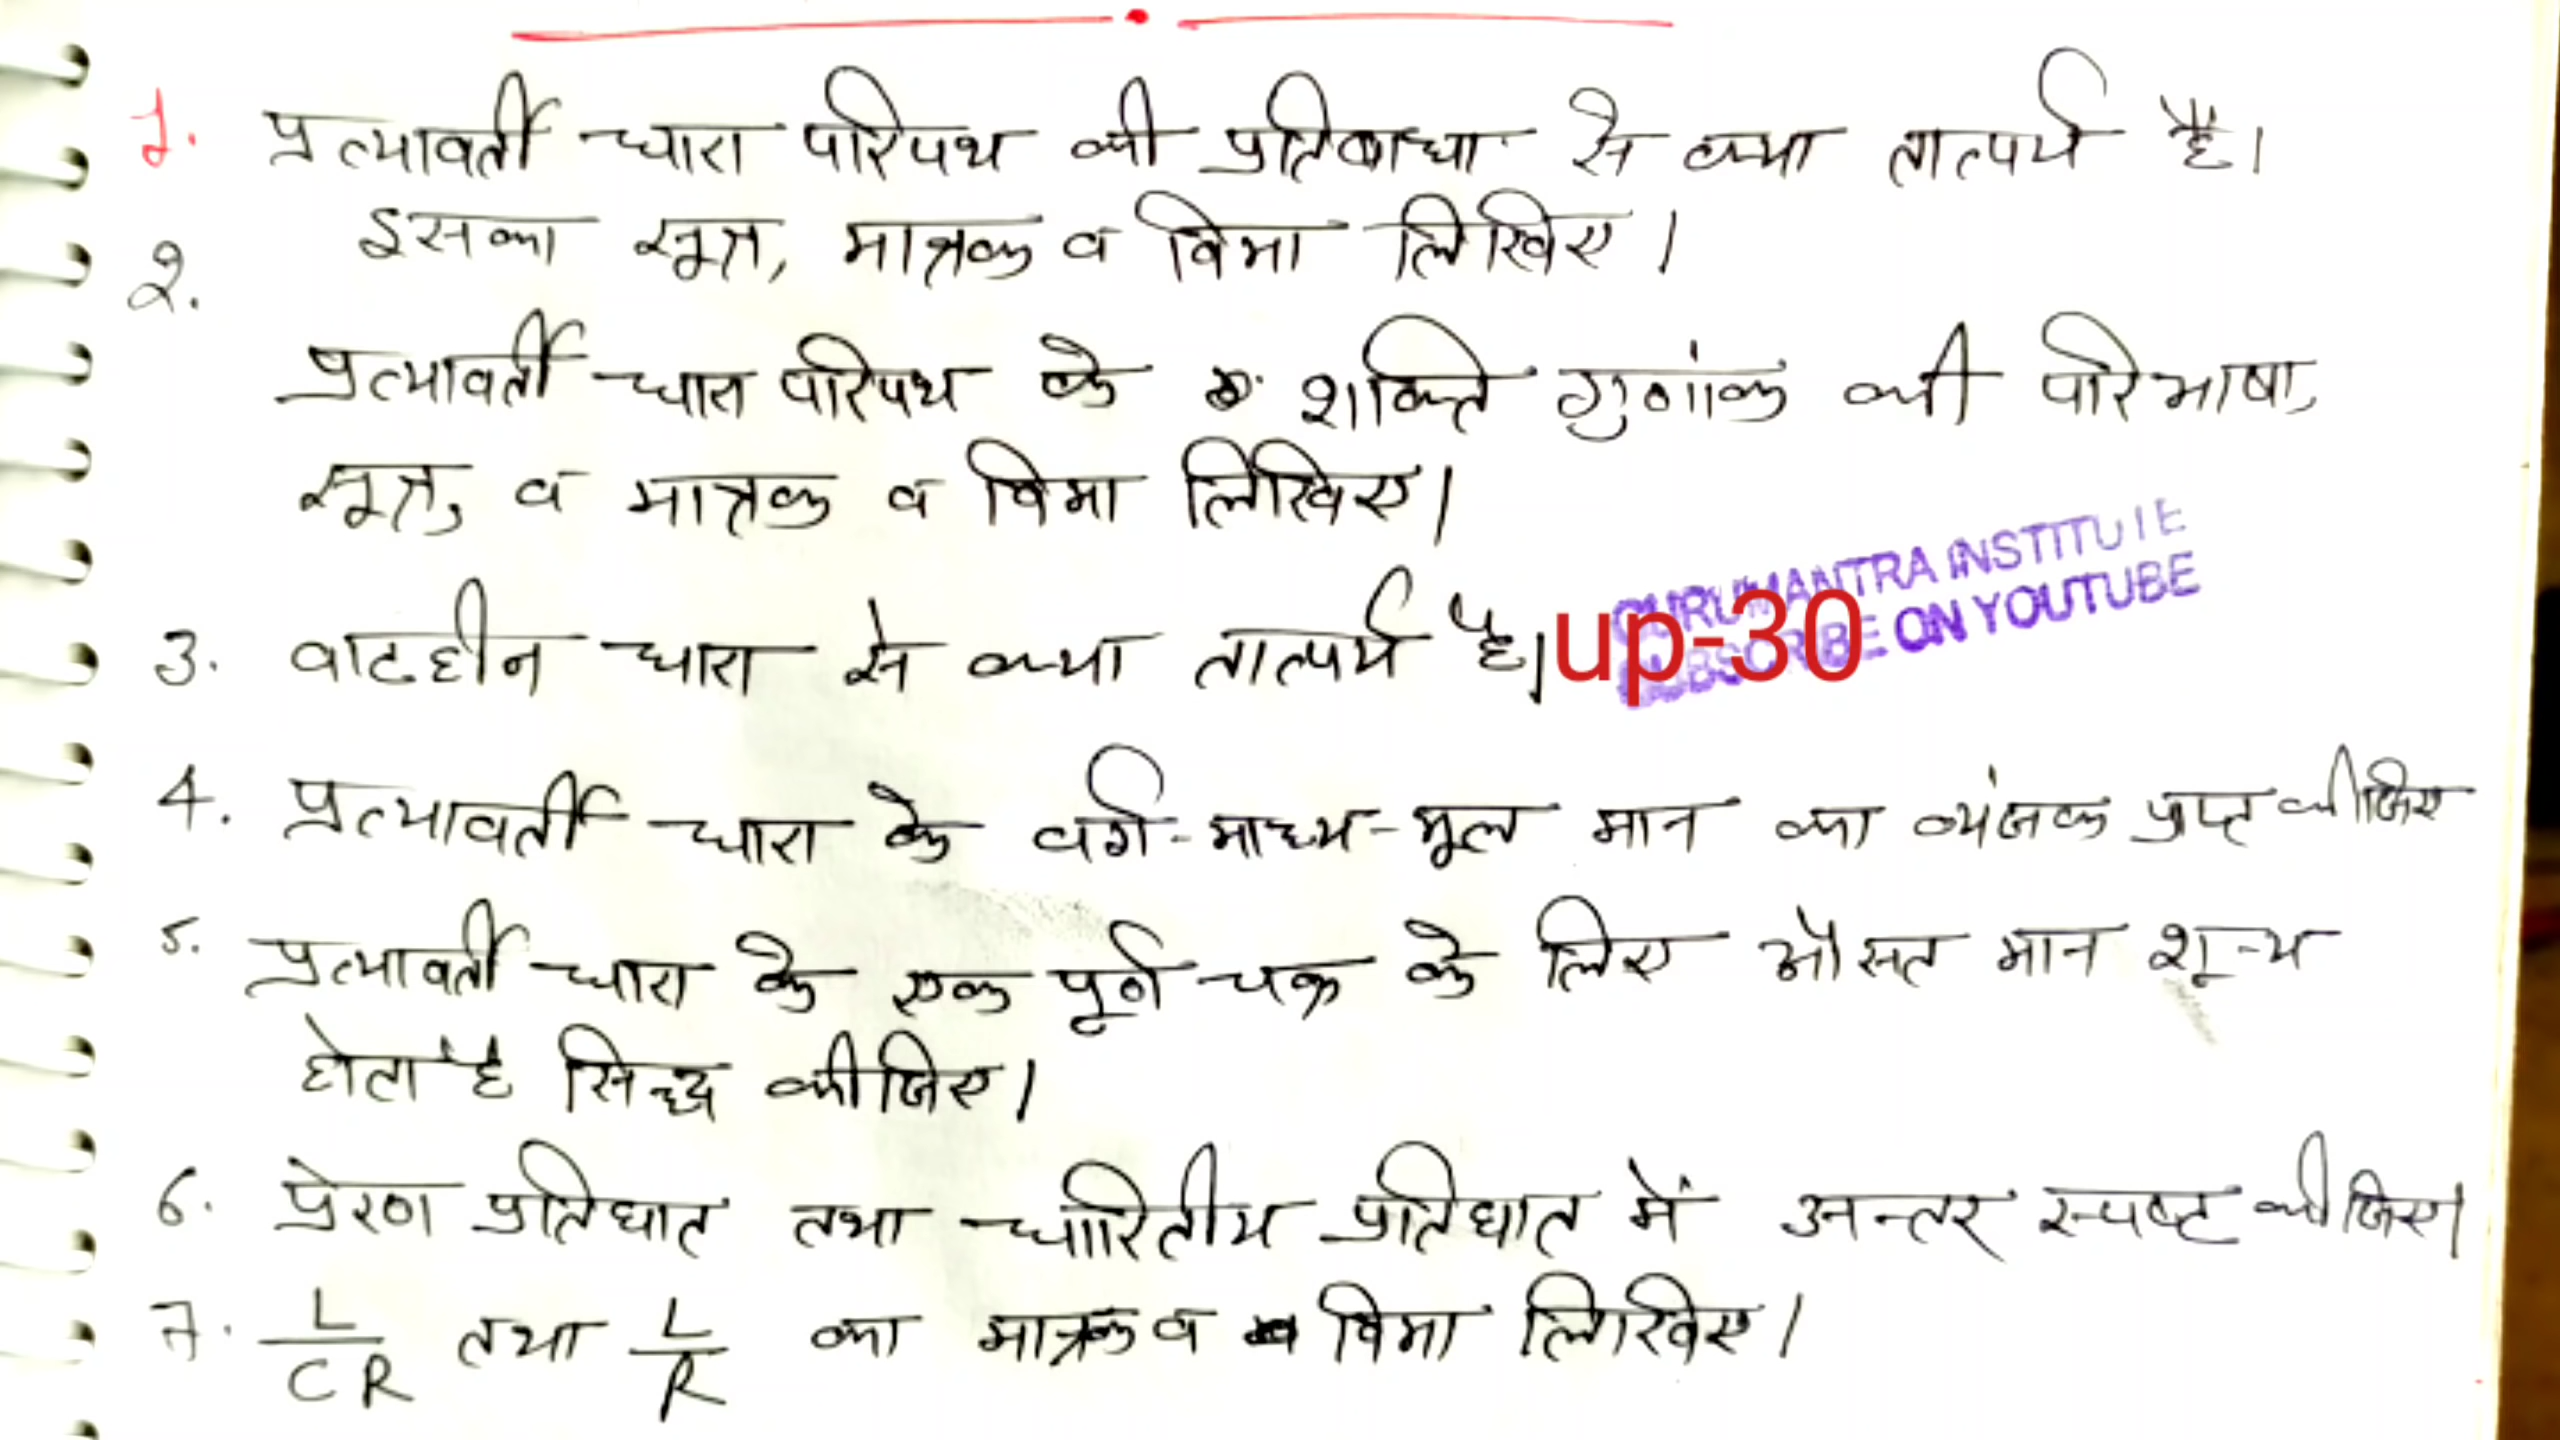 1. प्रत्यावर्ती धारा परिपथ की प्रतिबाधा से क्या तात्पर्य है।
इसका सूत्र, मात्रक व विमा लिखिए।
2.
प्रत्यावर्ती धारा परिपथ के शक्ति गुणांक की परिभाषा,
सूत्र, व मात्रक व विमा लिखिए।
GURUMANTRA INSTITUTE
SUBSCRIBE ON YOUTUBE
3. वाटहीन धारा से क्या तात्पर्य है। up-30
4. प्रत्यावर्ती धारा के वर्ग-माध्य-मूल मान का व्यंजक प्राप्त कीजिए
5. प्रत्यावर्ती धारा के एक पूर्ण चक्र के लिए औसत मान शून्य
होता है सिद्ध कीजिए।
6. प्रेरण प्रतिघात तथा धारितीय प्रतिघात में अन्तर स्पष्ट कीजिए।
7. L/CR तथा L/R का मात्रक व विमा लिखिए।